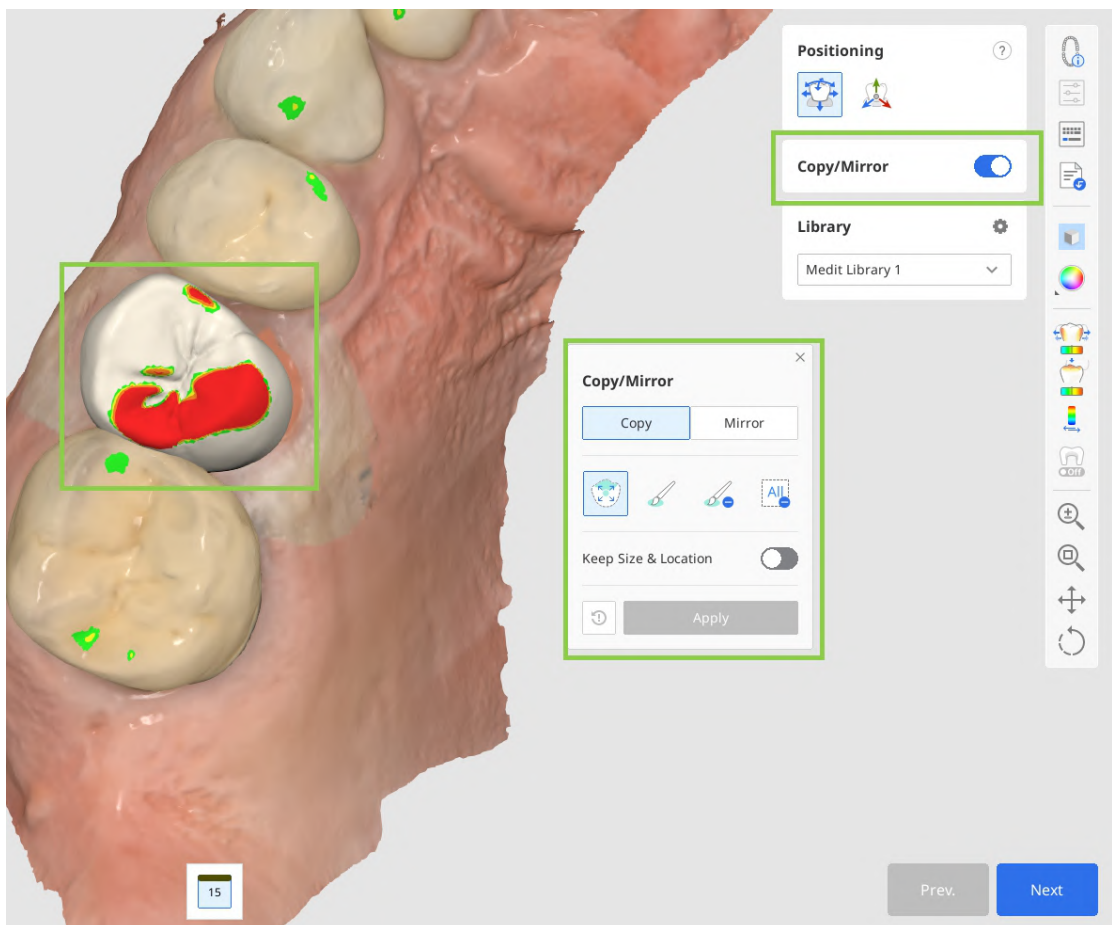 Positioning
?
Copy/Mirror
Library
Medit Library 1
Copy/Mirror
Copy
Mirror
All
Keep Size & Location
Apply
Off
15
Prev.
Next